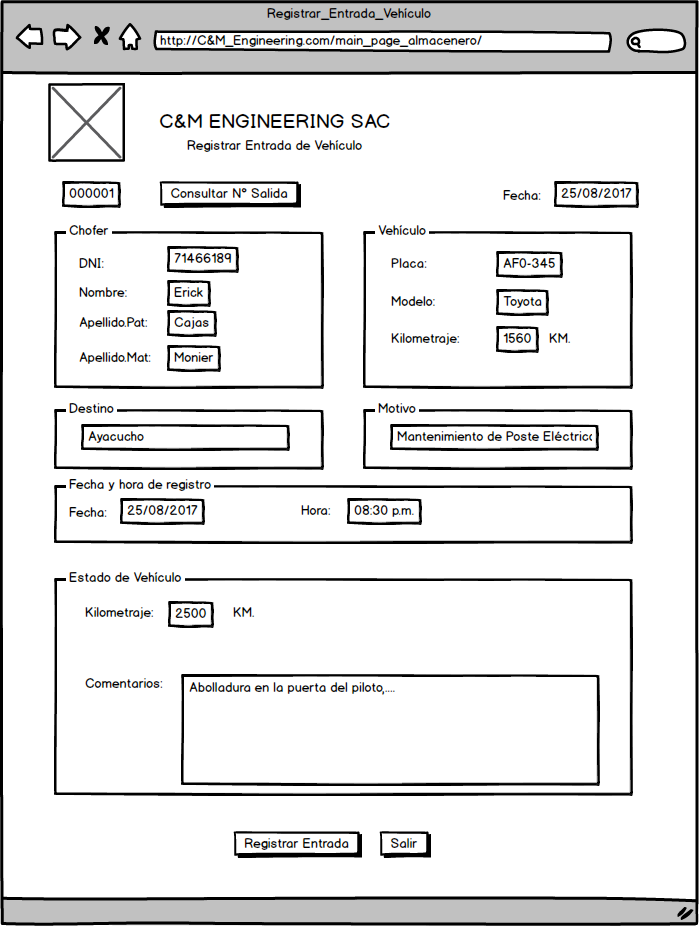 Registrar_Entrada_Vehículo
http://C&M_Engineering.com/main_page_almacenero/
C&M ENGINEERING SAC
Registrar Entrada de Vehículo
000001 Consultar N° Salida Fecha: 25/08/2017
Chofer
DNI: 71466189
Nombre: Erick
Apellido.Pat: Cajas
Apellido.Mat: Monier
Vehículo
Placa: AF0-345
Modelo: Toyota
Kilometraje: 1560 KM.
Destino
Ayacucho
Motivo
Mantenimiento de Poste Eléctric
Fecha y hora de registro
Fecha: 25/08/2017 Hora: 08:30 p.m.
Estado de Vehículo
Kilometraje: 2500 KM.
Comentarios: Abolladura en la puerta del piloto,....
Registrar Entrada Salir